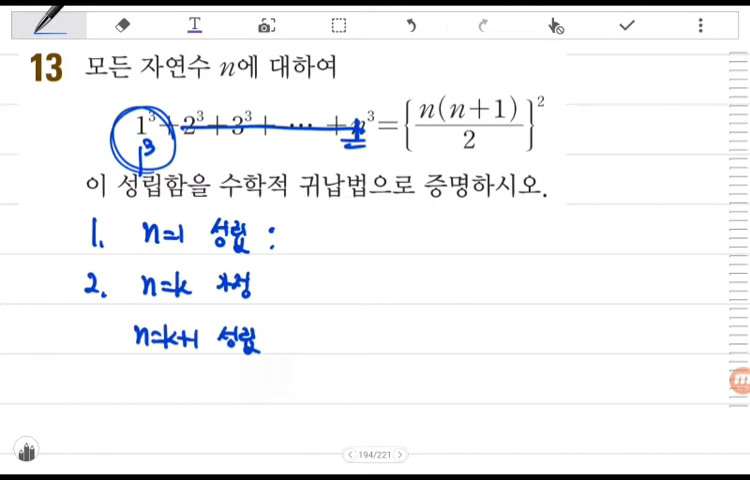 T
13 모든 자연수 n에 대하여
1³+2³+3³+ ⋯ +n³={n(n+1)/2}²
1³ 1
이 성립함을 수학적 귀납법으로 증명하시오.
1. n=1 성립 :
2. n=k 가정
n=k+1 성립
< 194/221 >